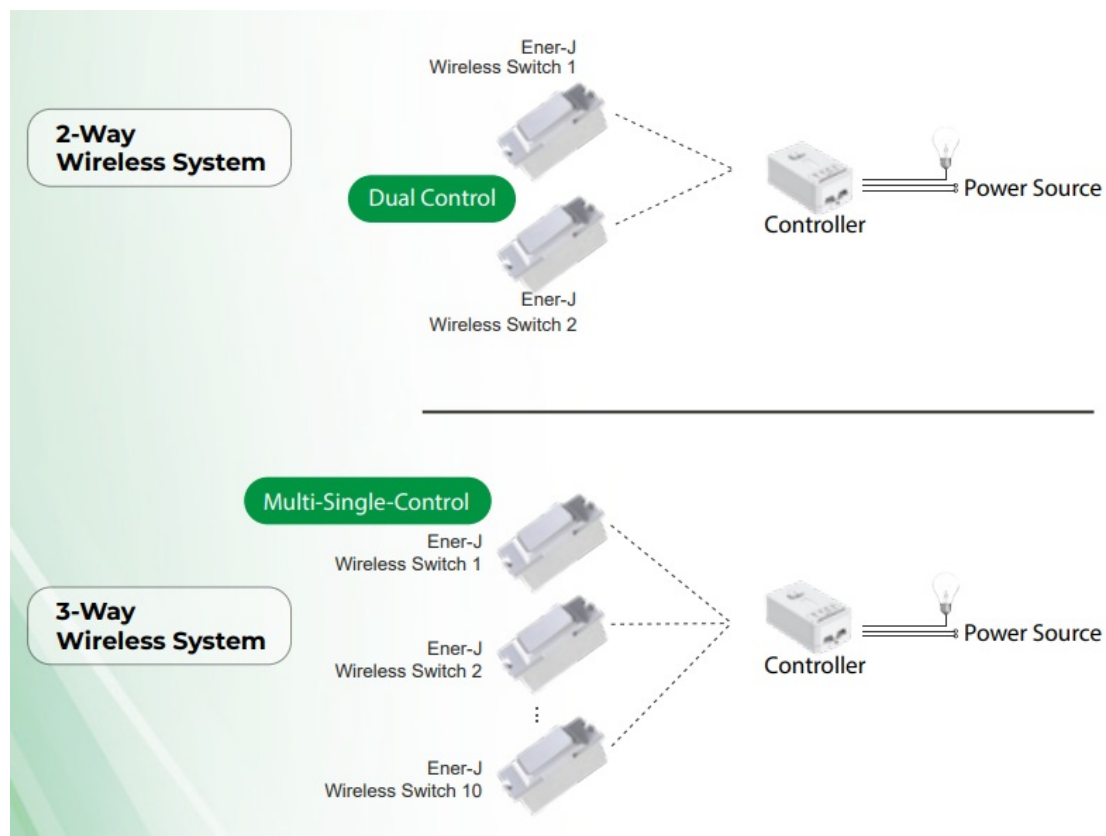 Ener-J
Wireless Switch 1
2-Way
Wireless System
Dual Control
Power Source
Controller
Ener-J
Wireless Switch 2
Multi-Single-Control
Ener-J
Wireless Switch 1
3-Way
Wireless System
Ener-J
Wireless Switch 2
Power Source
Controller
Ener-J
Wireless Switch 10